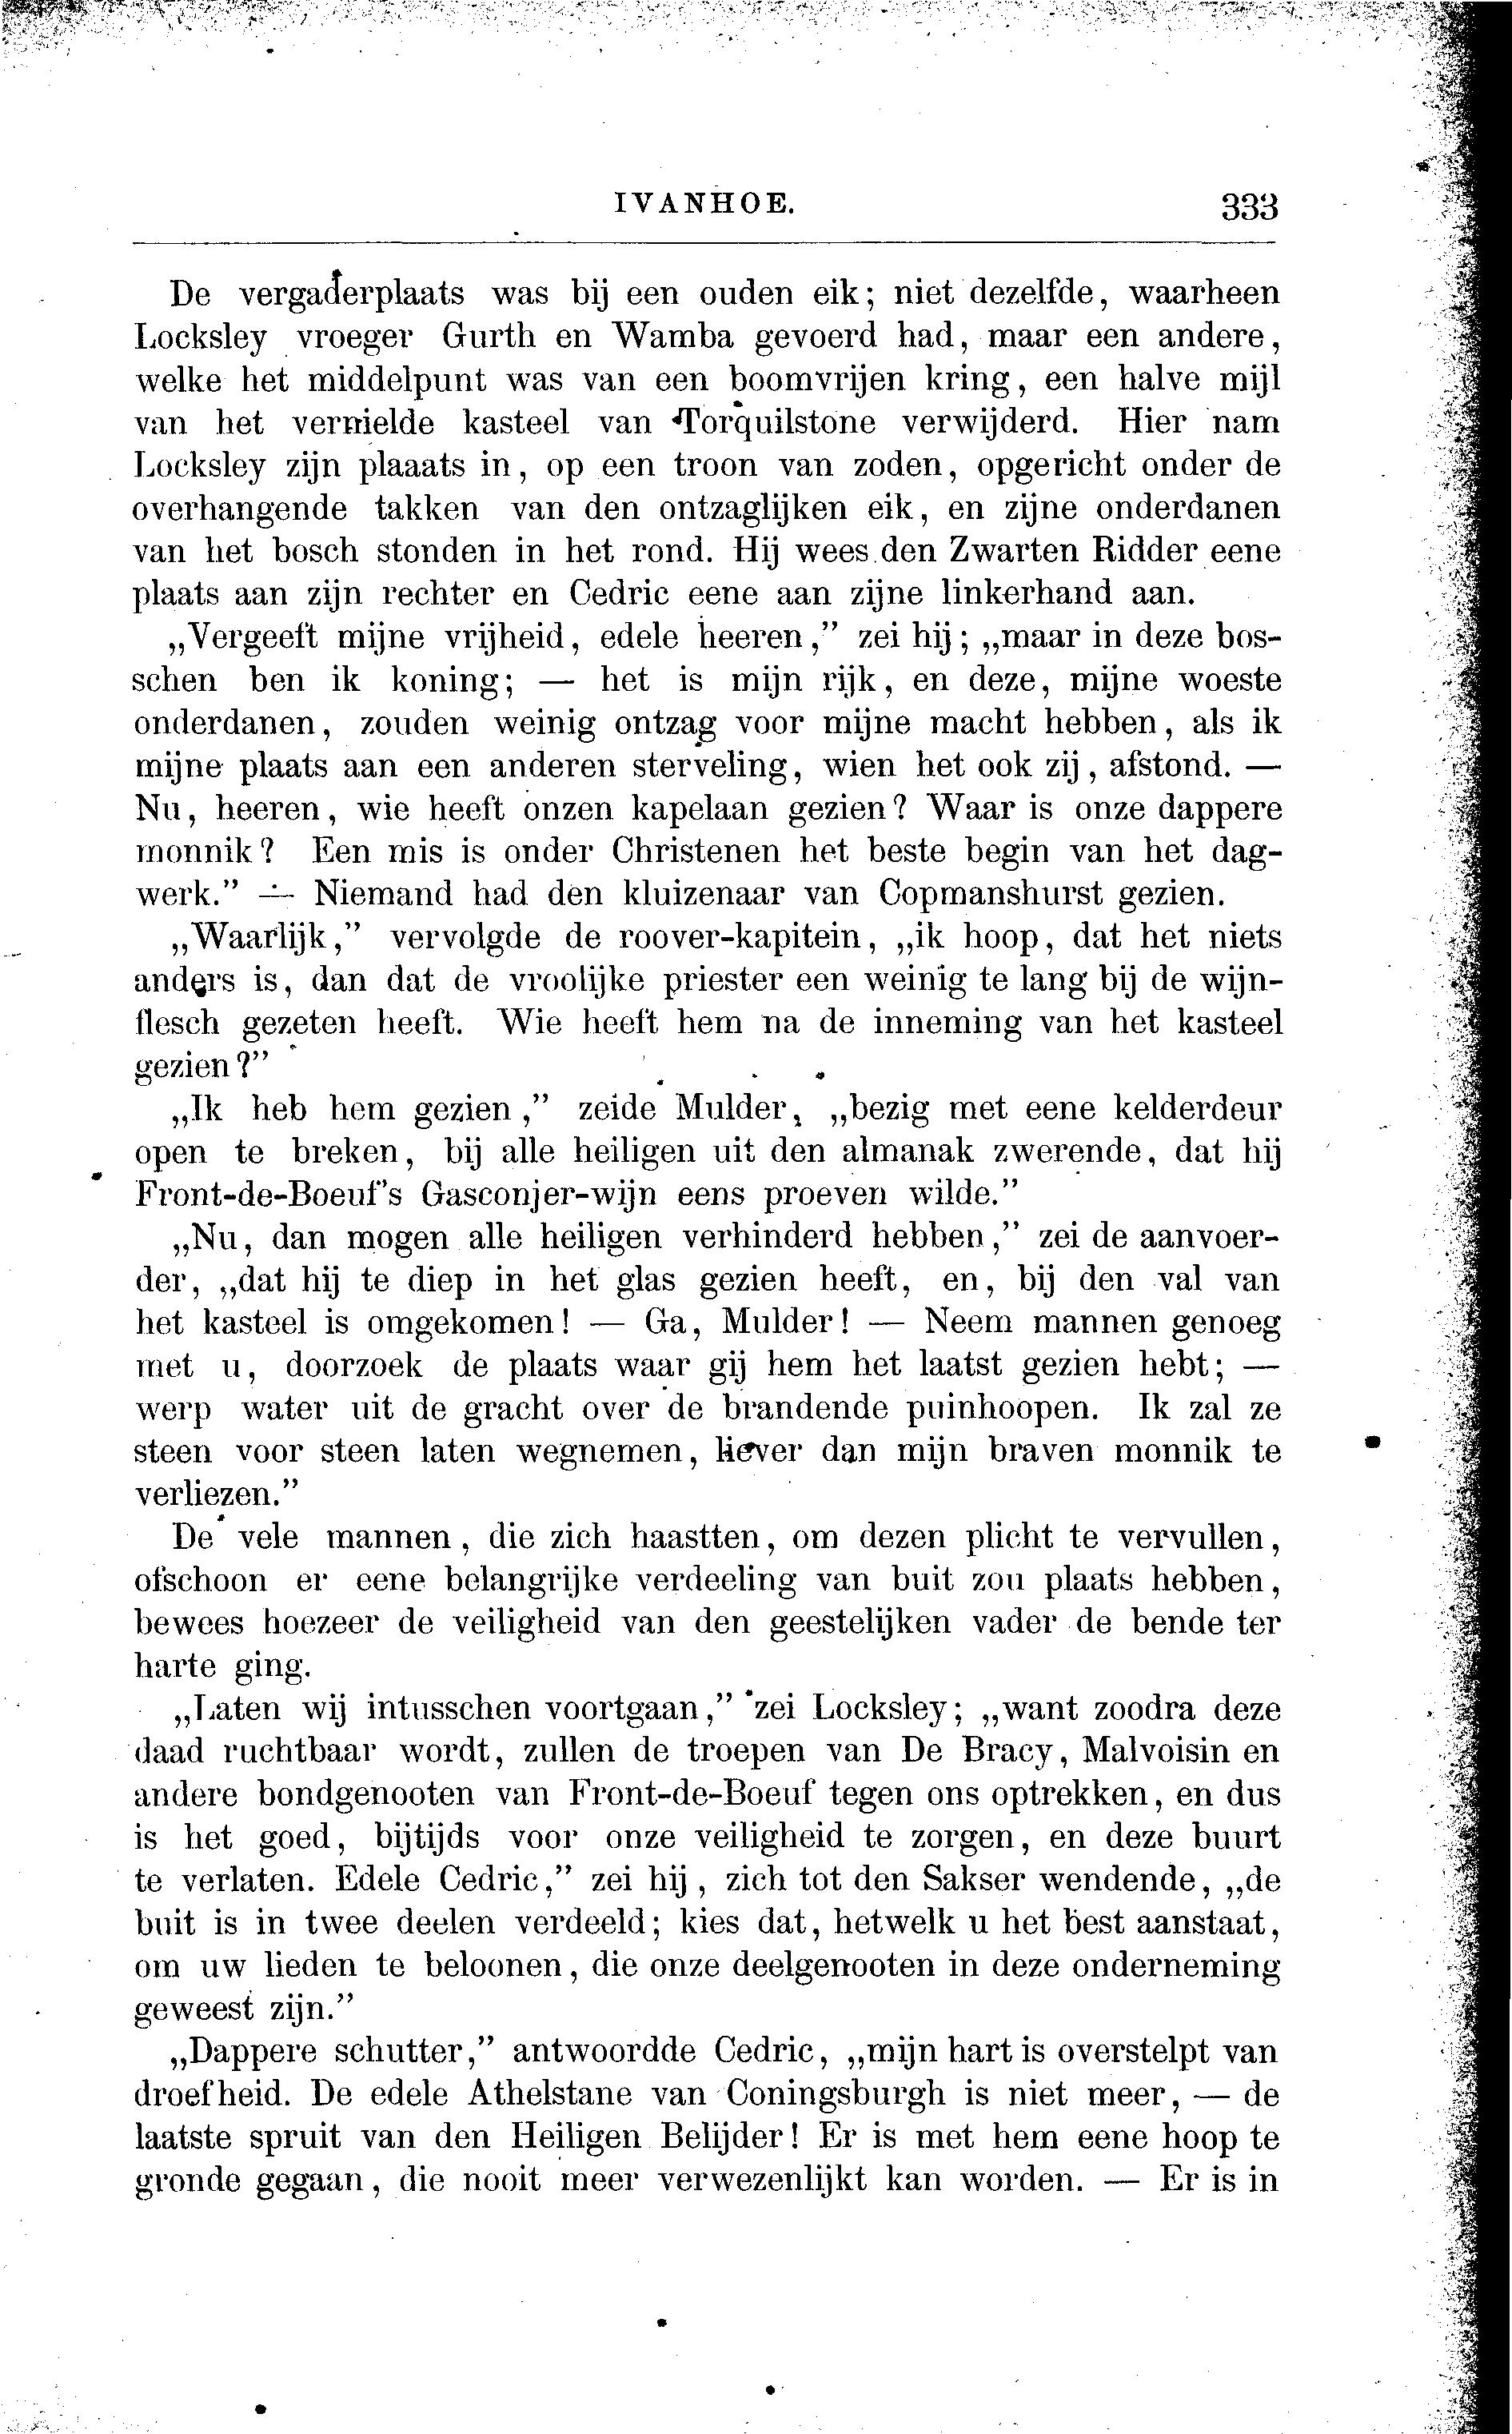 IVANHOE. 333
De vergaderplaats was bij een ouden eik; niet dezelfde, waarheen
Locksley vroeger Gurth en Wamba gevoerd had, maar een andere,
welke het middelpunt was van een boomvrijen kring, een halve mijl
van het vernielde kasteel van Torquilstone verwijderd. Hier nam
Locksley zijn plaaats in, op een troon van zoden, opgericht onder de
overhangende takken van den ontzaglijken eik, en zijne onderdanen
van het bosch stonden in het rond. Hij wees den Zwarten Ridder eene
plaats aan zijn rechter en Cedric eene aan zijne linkerhand aan.
„Vergeeft mijne vrijheid, edele heeren,” zei hij; „maar in deze bos-
schen ben ik koning; — het is mijn rijk, en deze, mijne woeste
onderdanen, zouden weinig ontzag voor mijne macht hebben, als ik
mijne plaats aan een anderen sterveling, wien het ook zij, afstond. —
Nu, heeren, wie heeft onzen kapelaan gezien? Waar is onze dappere
monnik? Een mis is onder Christenen het beste begin van het dag-
werk.” — Niemand had den kluizenaar van Copmanshurst gezien.
„Waarlijk,” vervolgde de roover-kapitein, „ik hoop, dat het niets
anders is, dan dat de vroolijke priester een weinig te lang bij de wijn-
flesch gezeten heeft. Wie heeft hem na de inneming van het kasteel
gezien?”
„Ik heb hem gezien,” zeide Mulder, „bezig met eene kelderdeur
open te breken, bij alle heiligen uit den almanak zwerende, dat hij
Front-de-Boeuf's Gasconjer-wijn eens proeven wilde.”
„Nu, dan mogen alle heiligen verhinderd hebben,” zei de aanvoer-
der, „dat hij te diep in het glas gezien heeft, en, bij den val van
het kasteel is omgekomen! — Ga, Mulder! — Neem mannen genoeg
met u, doorzoek de plaats waar gij hem het laatst gezien hebt; —
werp water uit de gracht over de brandende puinhoopen. Ik zal ze
steen voor steen laten wegnemen, liever dan mijn braven monnik te
verliezen.”
De vele mannen, die zich haastten, om dezen plicht te vervullen,
ofschoon er eene belangrijke verdeeling van buit zou plaats hebben,
bewees hoezeer de veiligheid van den geestelijken vader de bende ter
harte ging.
„Laten wij intusschen voortgaan,” zei Locksley; „want zoodra deze
daad ruchtbaar wordt, zullen de troepen van De Bracy, Malvoisin en
andere bondgenooten van Front-de-Boeuf tegen ons optrekken, en dus
is het goed, bijtijds voor onze veiligheid te zorgen, en deze buurt
te verlaten. Edele Cedric,” zei hij, zich tot den Sakser wendende, „de
buit is in twee deelen verdeeld; kies dat, hetwelk u het best aanstaat,
om uw lieden te beloonen, die onze deelgenooten in deze onderneming
geweest zijn.”
„Dappere schutter,” antwoordde Cedric, „mijn hart is overstelpt van
droefheid. De edele Athelstane van Coningsburgh is niet meer, — de
laatste spruit van den Heiligen Belijder! Er is met hem eene hoop te
gronde gegaan, die nooit meer verwezenlijkt kan worden. — Er is in